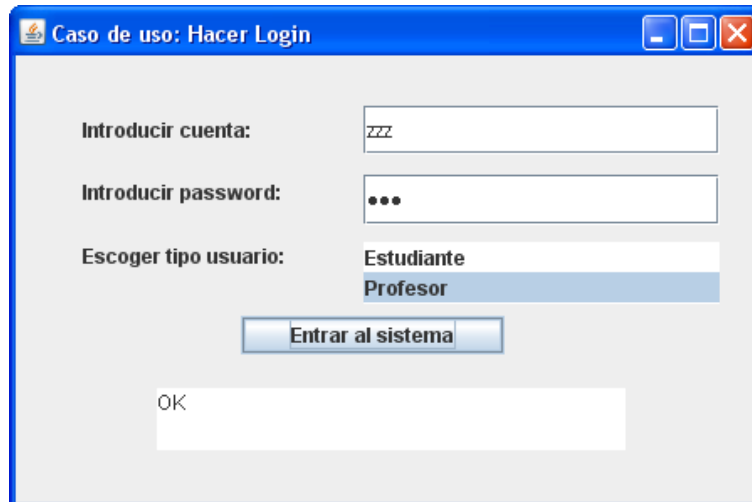 Caso de uso: Hacer Login
Introducir cuenta: zzz
Introducir password: •••
Escoger tipo usuario: Estudiante
Profesor
Entrar al sistema
OK